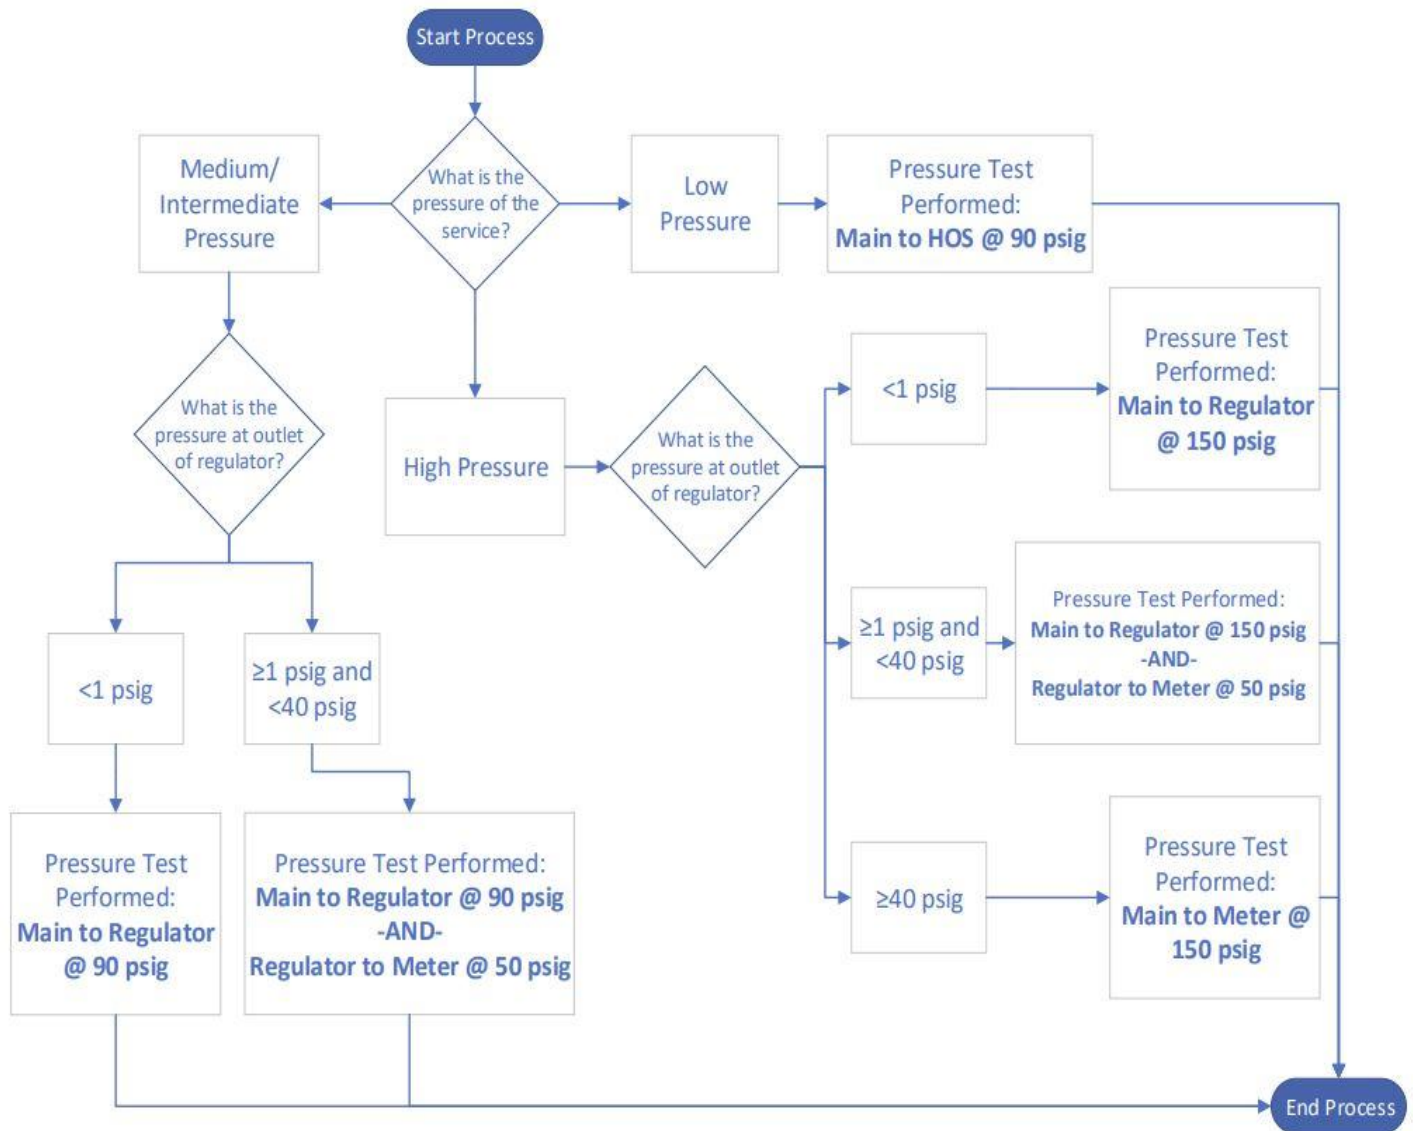 Start Process
What is the
pressure of the
service?
Medium/
Intermediate
Pressure
Low
Pressure
Pressure Test
Performed:
Main to HOS @ 90 psig
What is the
pressure at outlet
of regulator?
High Pressure
What is the
pressure at outlet
of regulator?
<1 psig
Pressure Test
Performed:
Main to Regulator
@ 150 psig
≥1 psig and
<40 psig
Pressure Test Performed:
Main to Regulator @ 150 psig
-AND-
Regulator to Meter @ 50 psig
≥40 psig
Pressure Test
Performed:
Main to Meter @
150 psig
<1 psig
≥1 psig and
<40 psig
Pressure Test
Performed:
Main to Regulator
@ 90 psig
Pressure Test Performed:
Main to Regulator @ 90 psig
-AND-
Regulator to Meter @ 50 psig
End Process